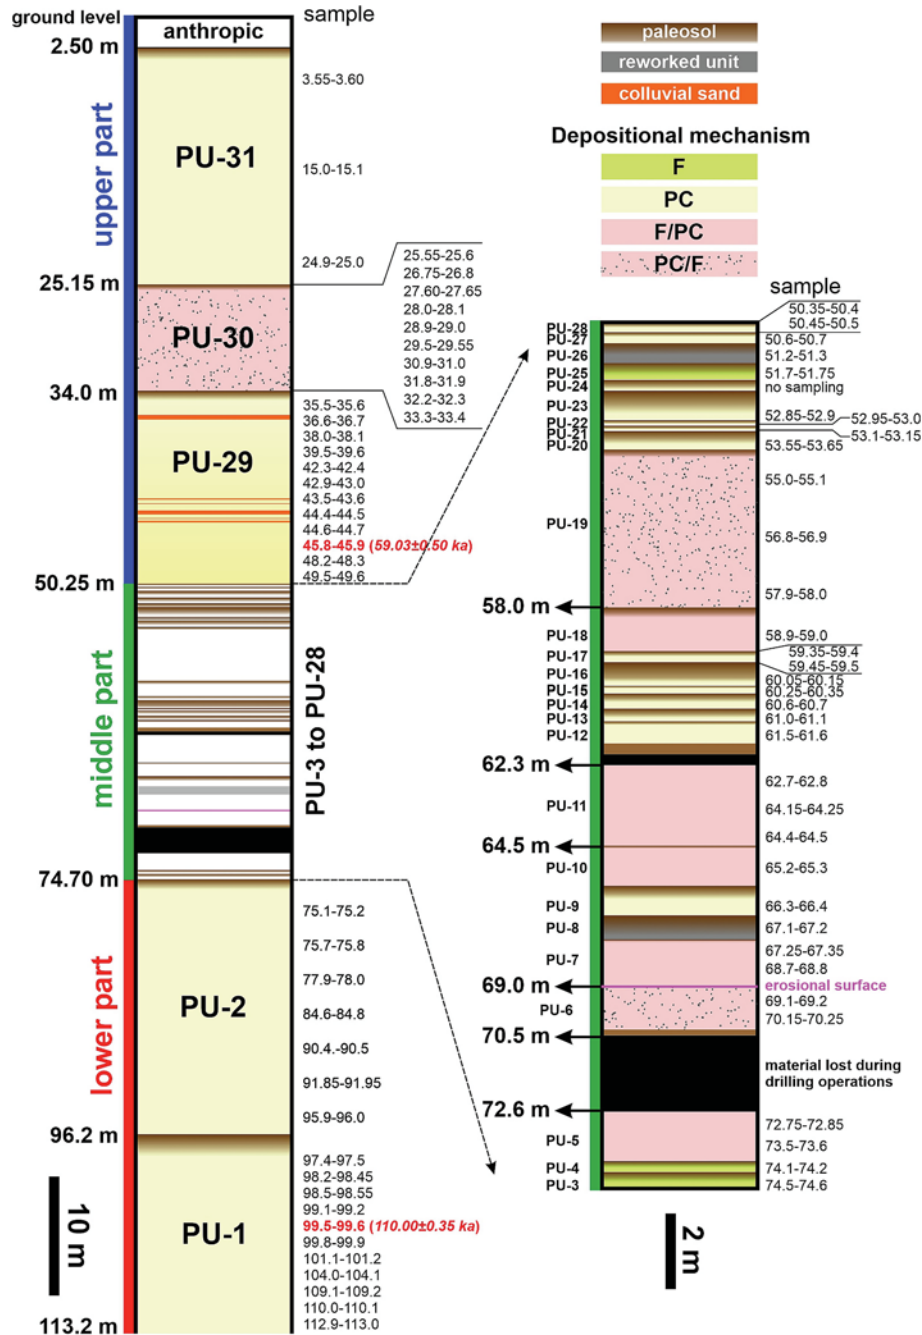 ground level
sample
anthropic
2.50 m
3.55-3.60
upper part
PU-31
15.0-15.1
24.9-25.0
25.15 m
25.55-25.6
26.75-26.8
27.60-27.65
28.0-28.1
28.9-29.0
29.5-29.55
30.9-31.0
31.8-31.9
32.2-32.3
33.3-33.4
PU-30
34.0 m
35.5-35.6
36.6-36.7
38.0-38.1
39.5-39.6
42.3-42.4
42.9-43.0
43.5-43.6
44.4-44.5
44.6-44.7
45.8-45.9 (59.03±0.50 ka)
48.2-48.3
49.5-49.6
PU-29
50.25 m
middle part
PU-3 to PU-28
74.70 m
75.1-75.2
75.7-75.8
77.9-78.0
84.6-84.8
90.4.-90.5
91.85-91.95
95.9-96.0
lower part
PU-2
96.2 m
97.4-97.5
98.2-98.45
98.5-98.55
99.1-99.2
99.5-99.6 (110.00±0.35 ka)
99.8-99.9
101.1-101.2
104.0-104.1
109.1-109.2
110.0-110.1
112.9-113.0
PU-1
10 m
113.2 m
paleosol
reworked unit
colluvial sand
Depositional mechanism
F
PC
F/PC
PC/F
sample
50.35-50.4
50.45-50.5
PU-28
PU-27
50.6-50.7
PU-26
51.2-51.3
PU-25
51.7-51.75
PU-24
no sampling
PU-23
52.85-52.9
52.95-53.0
PU-22
PU-21
53.1-53.15
PU-20
53.55-53.65
55.0-55.1
PU-19
56.8-56.9
57.9-58.0
58.0 m
PU-18
58.9-59.0
59.35-59.4
PU-17
59.45-59.5
PU-16
60.05-60.15
PU-15
60.25-60.35
PU-14
60.6-60.7
PU-13
61.0-61.1
PU-12
61.5-61.6
62.3 m
62.7-62.8
PU-11
64.15-64.25
64.4-64.5
64.5 m
PU-10
65.2-65.3
PU-9
66.3-66.4
PU-8
67.1-67.2
67.25-67.35
PU-7
68.7-68.8
69.0 m
erosional surface
69.1-69.2
PU-6
70.15-70.25
70.5 m
material lost during
drilling operations
72.6 m
72.75-72.85
PU-5
73.5-73.6
PU-4
74.1-74.2
PU-3
74.5-74.6
2 m